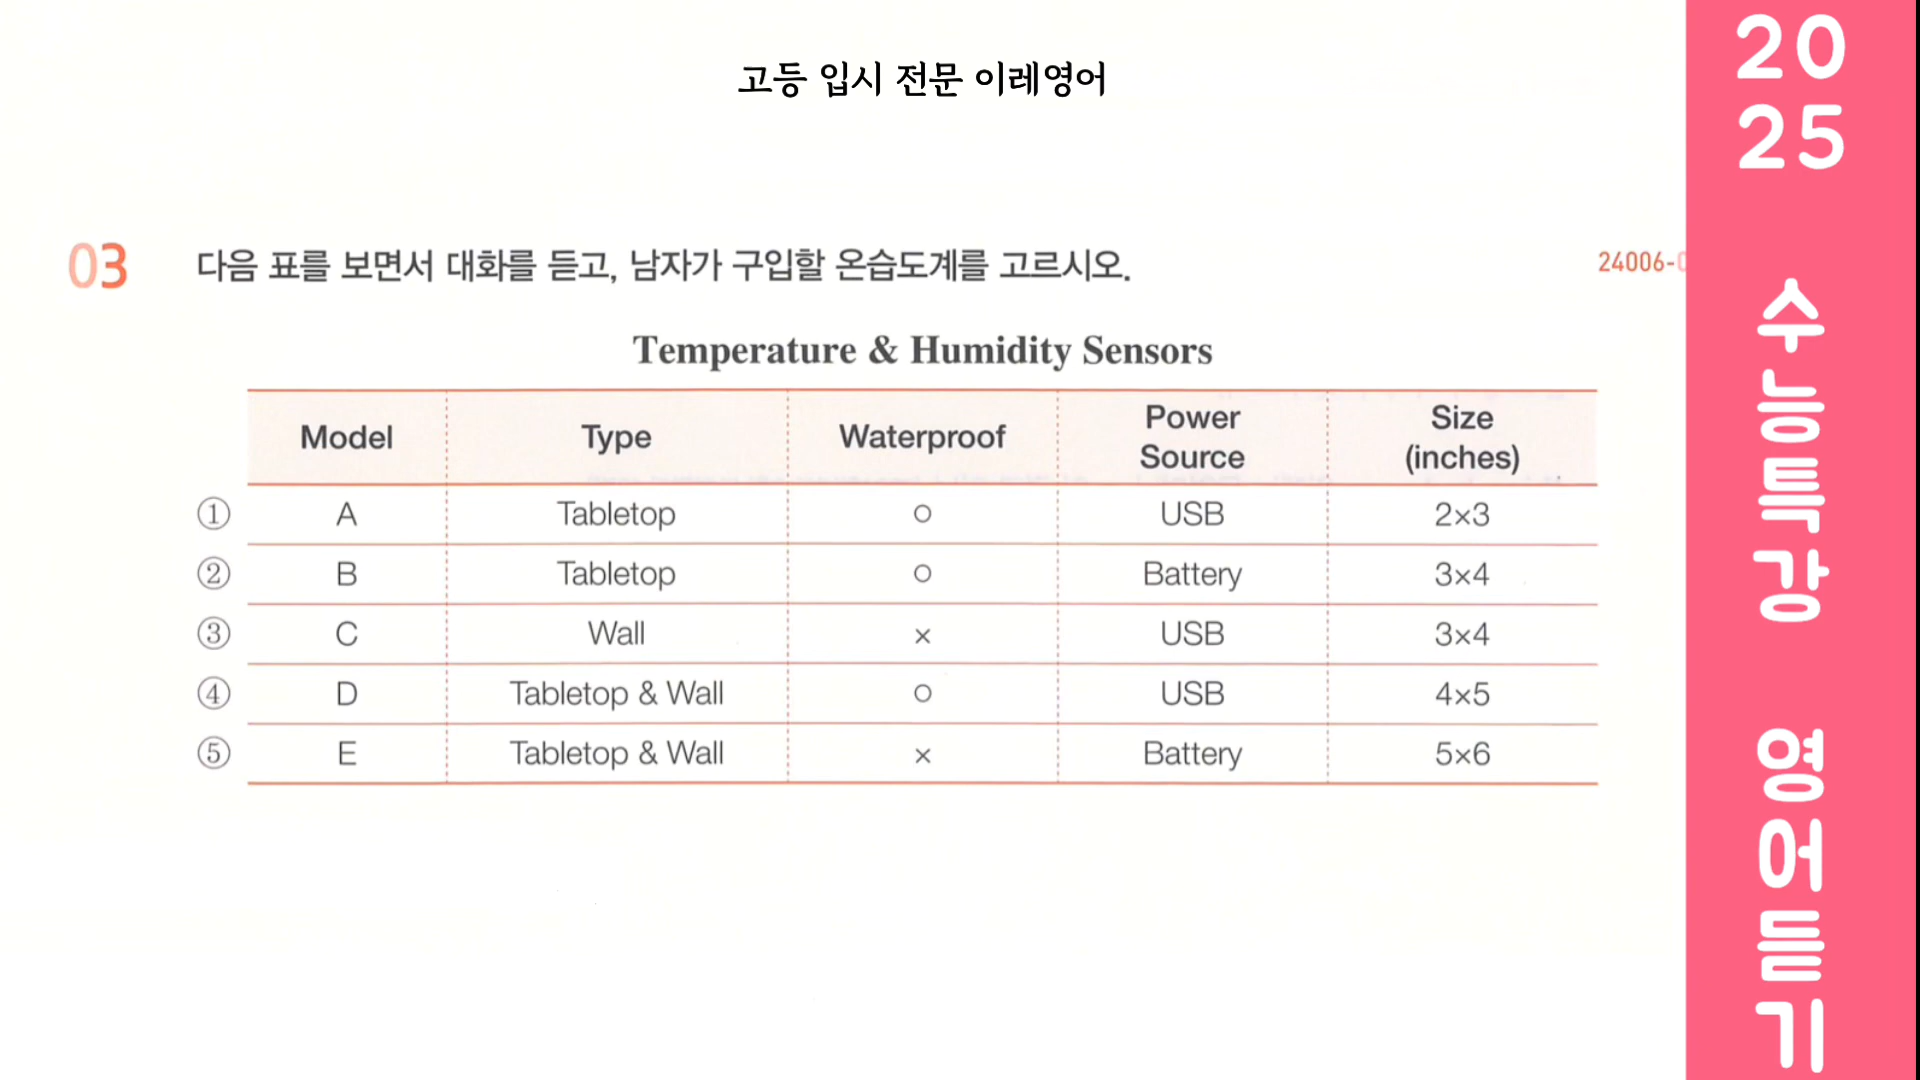 고등 입시 전문 이레영어
03 다음 표를 보면서 대화를 듣고, 남자가 구입할 온습도계를 고르시오.
24006-0
Temperature & Humidity Sensors
Model Type Waterproof Power Source Size (inches)
① A Tabletop ○ USB 2×3
② B Tabletop ○ Battery 3×4
③ C Wall × USB 3×4
④ D Tabletop & Wall ○ USB 4×5
⑤ E Tabletop & Wall × Battery 5×6
2025 수능특강 영어듣기